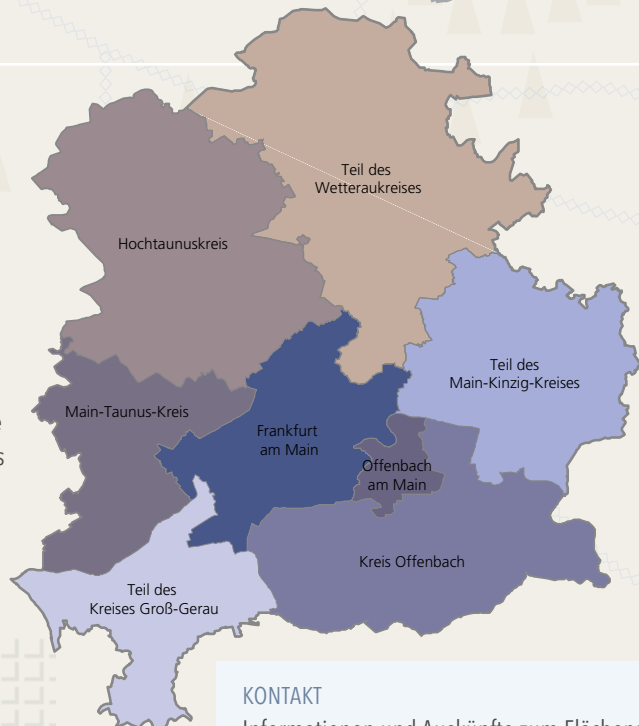 Teil des
Wetteraukreises
Hochtaunuskreis
Teil des
Main-Kinzig-Kreises
Main-Taunus-Kreis
Frankfurt
am Main
Offenbach
am Main
Kreis Offenbach
Teil des
Kreises Groß-Gerau
KONTAKT